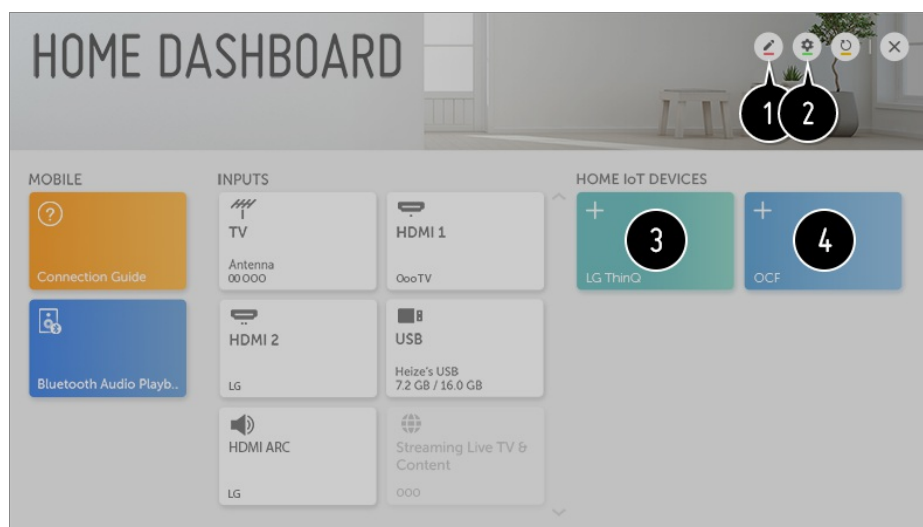 HOME DASHBOARD
1
2
MOBILE
INPUTS
HOME IoT DEVICES
?
Connection Guide
TV
Antenna
00 000
HDMI 1
OooTV
3
LG ThinQ
4
OCF
Bluetooth Audio Playb..
HDMI 2
LG
USB
Heize's USB
7.2 GB / 16.0 GB
HDMI ARC
LG
Streaming Live TV &
Content
000